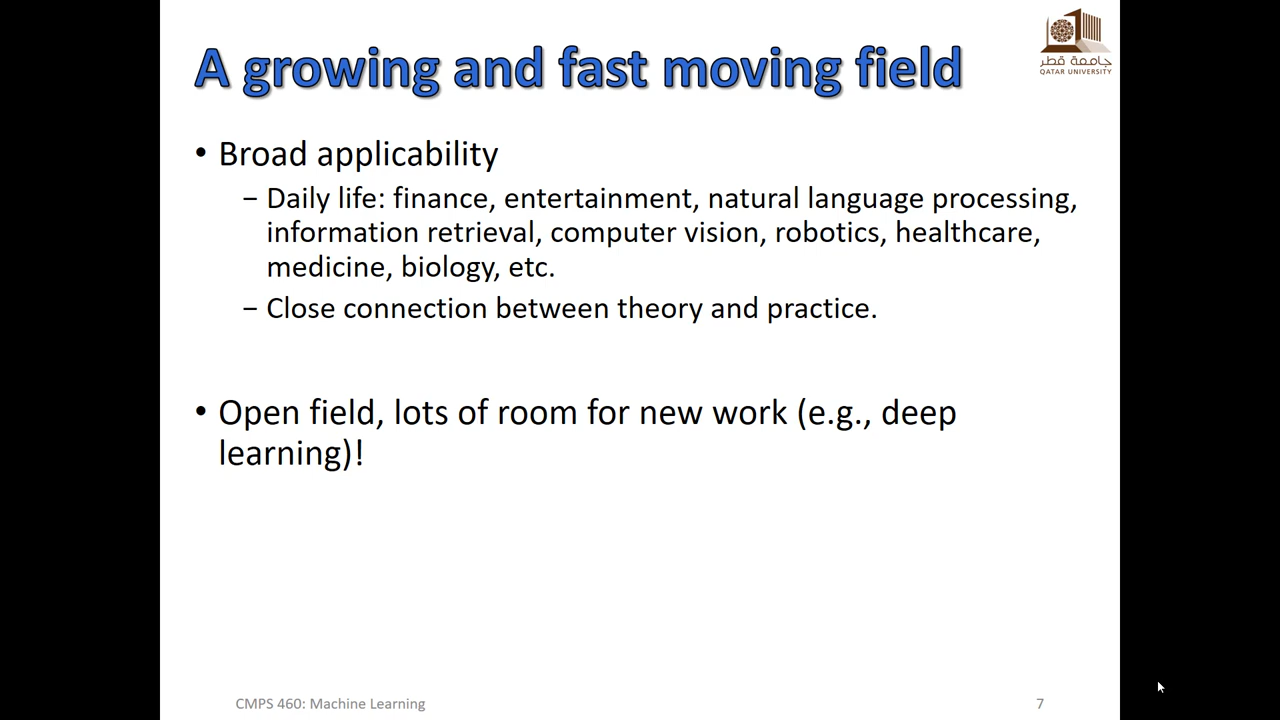 A growing and fast moving field
جامعة قطر
QATAR UNIVERSITY
• Broad applicability
– Daily life: finance, entertainment, natural language processing,
information retrieval, computer vision, robotics, healthcare,
medicine, biology, etc.
– Close connection between theory and practice.
• Open field, lots of room for new work (e.g., deep
learning)!
CMPS 460: Machine Learning
7